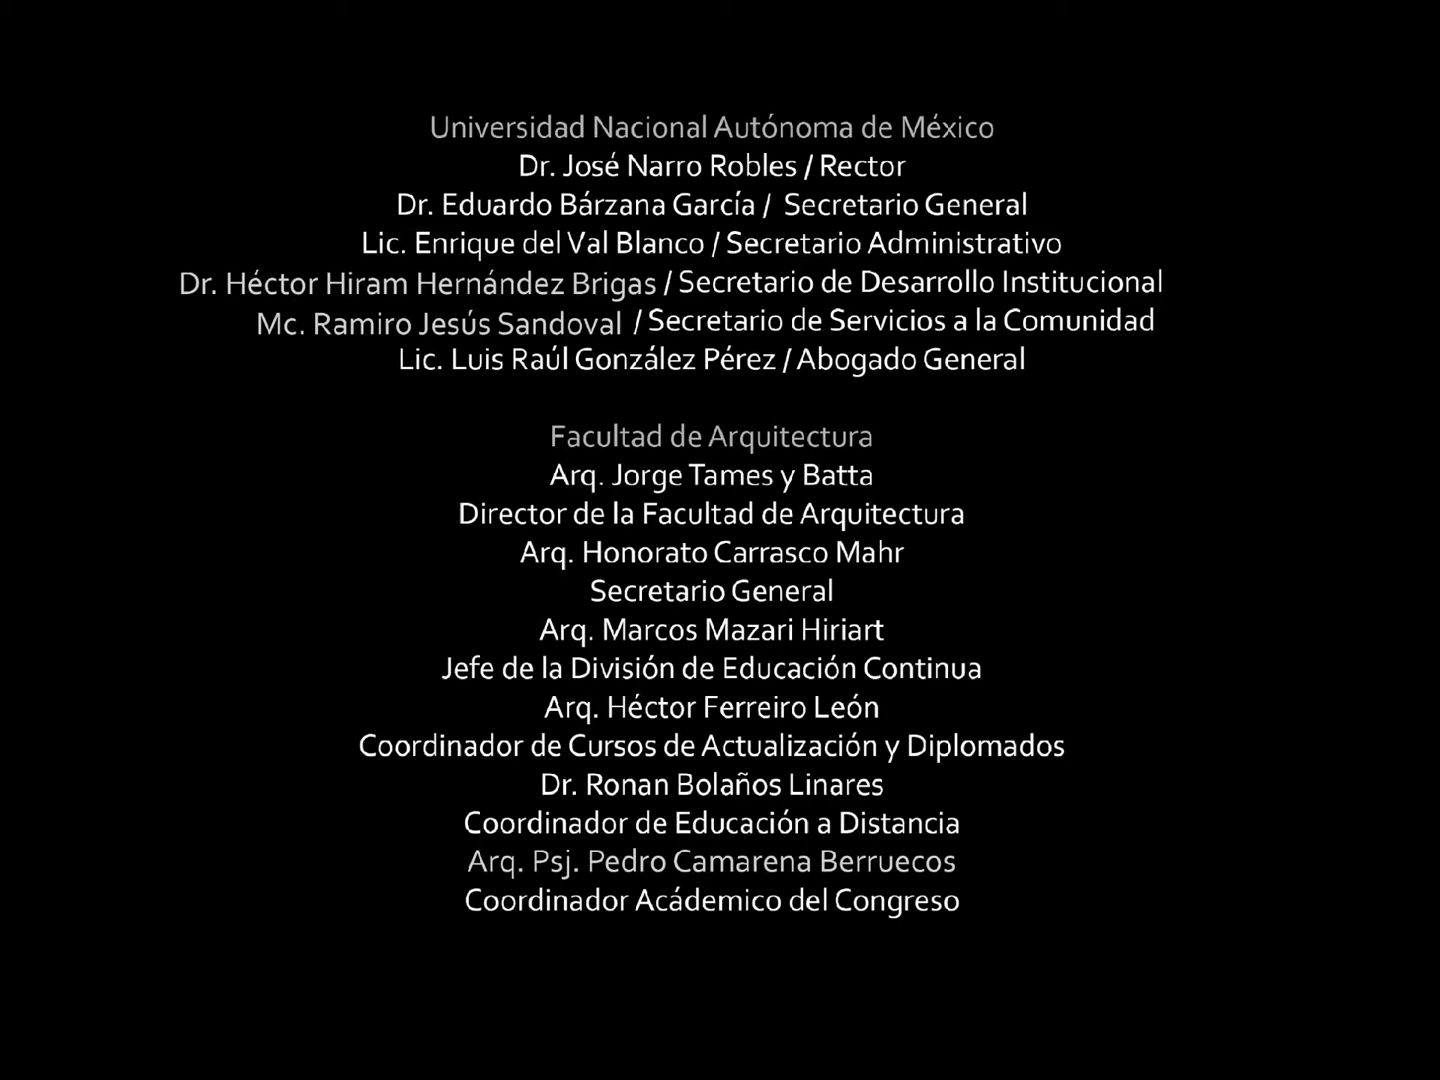 Universidad Nacional Autónoma de México
Dr. José Narro Robles / Rector
Dr. Eduardo Bárzana García / Secretario General
Lic. Enrique del Val Blanco / Secretario Administrativo
Dr. Héctor Hiram Hernández Brigas / Secretario de Desarrollo Institucional
Mc. Ramiro Jesús Sandoval / Secretario de Servicios a la Comunidad
Lic. Luis Raúl González Pérez / Abogado General
Facultad de Arquitectura
Arq. Jorge Tames y Batta
Director de la Facultad de Arquitectura
Arq. Honorato Carrasco Mahr
Secretario General
Arq. Marcos Mazari Hiriart
Jefe de la División de Educación Continua
Arq. Héctor Ferreiro León
Coordinador de Cursos de Actualización y Diplomados
Dr. Ronan Bolaños Linares
Coordinador de Educación a Distancia
Arq. Psj. Pedro Camarena Berruecos
Coordinador Acádemico del Congreso